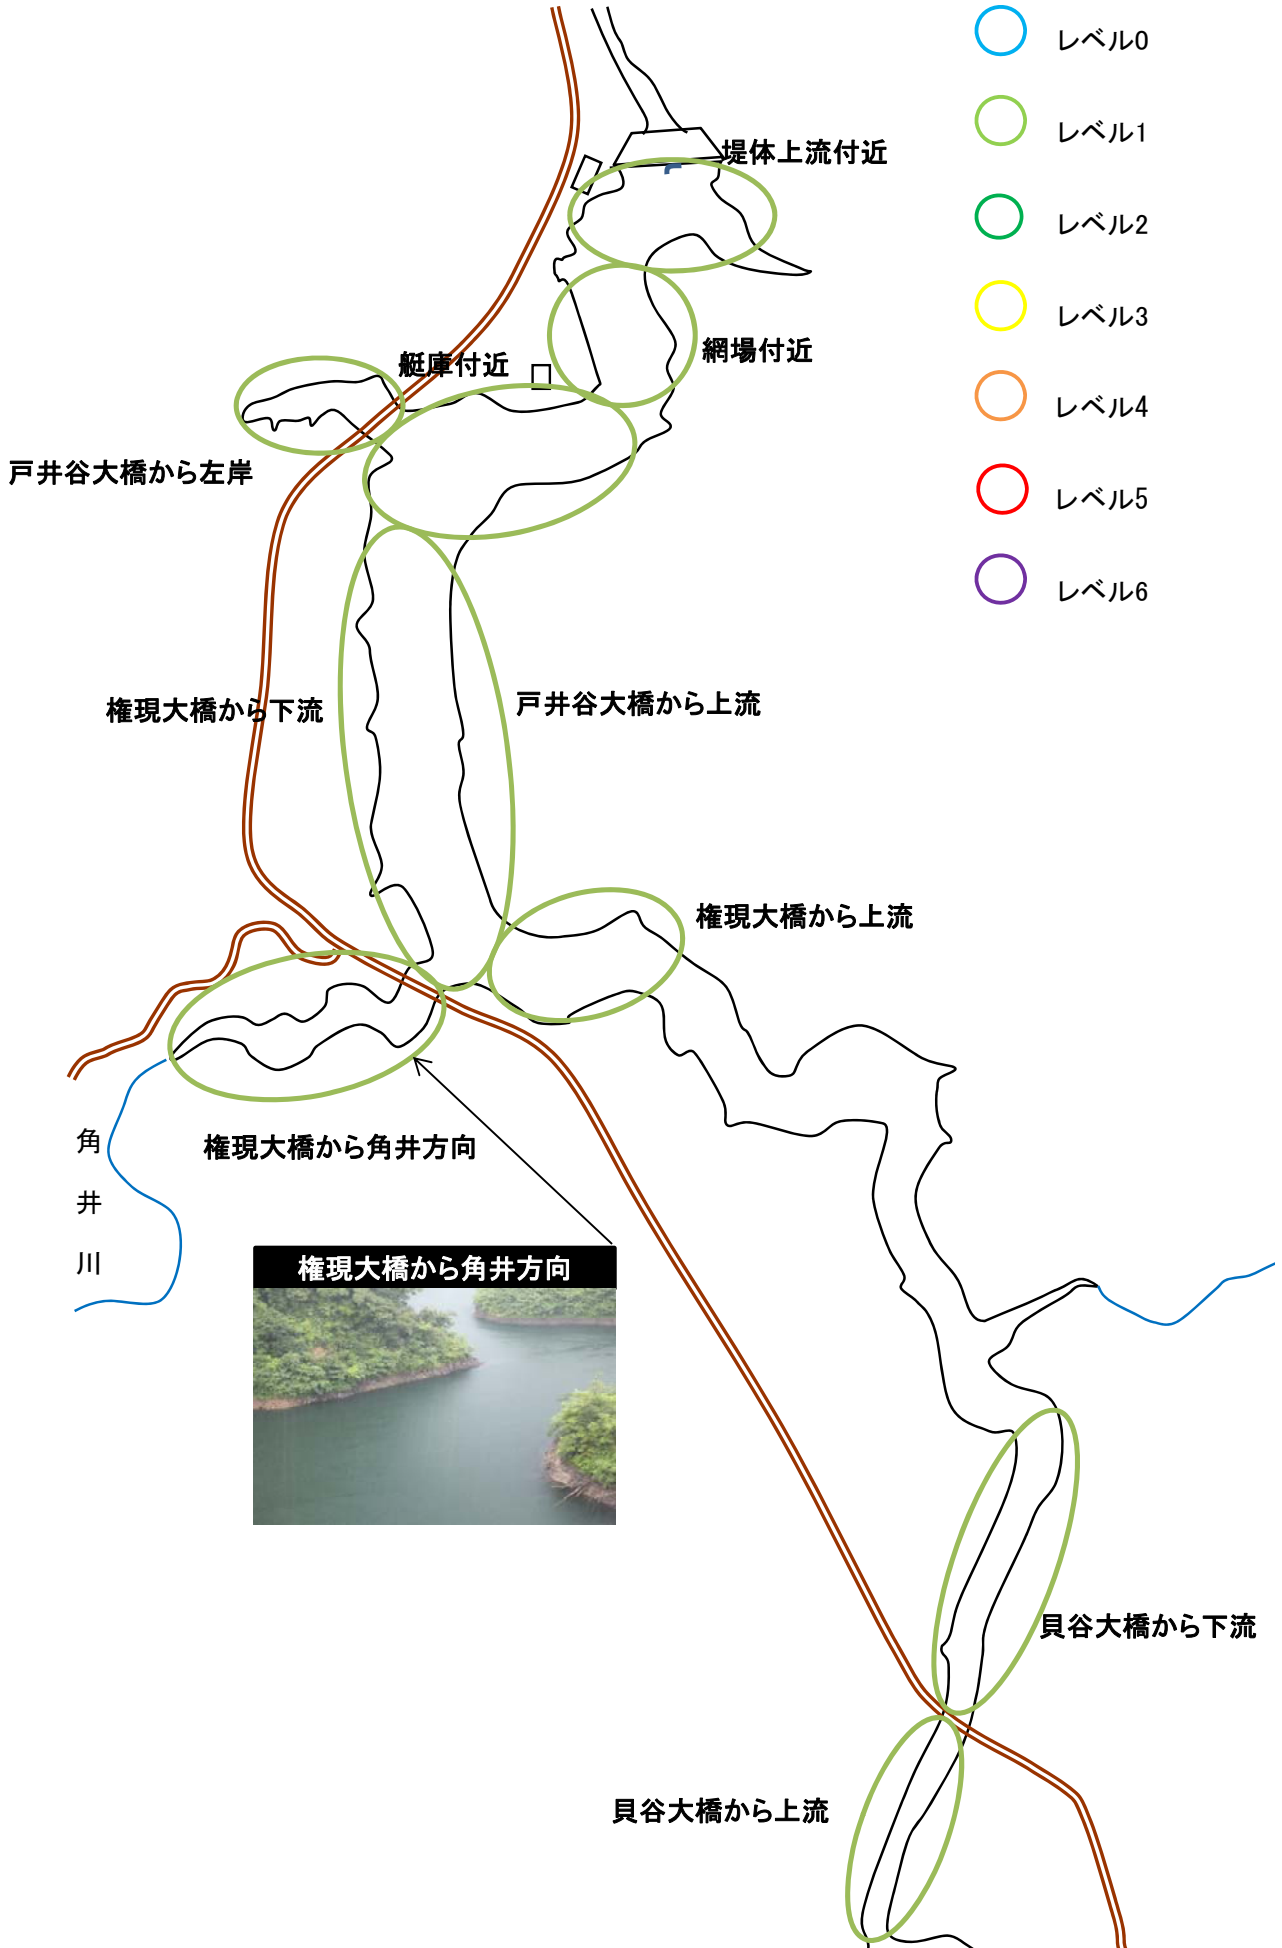 レベル0
レベル1
堤体上流付近
レベル2
レベル3
網場付近
艇庫付近
レベル4
戸井谷大橋から左岸
レベル5
レベル6
権現大橋から下流
戸井谷大橋から上流
権現大橋から上流
角井川
権現大橋から角井方向
権現大橋から角井方向
貝谷大橋から下流
貝谷大橋から上流